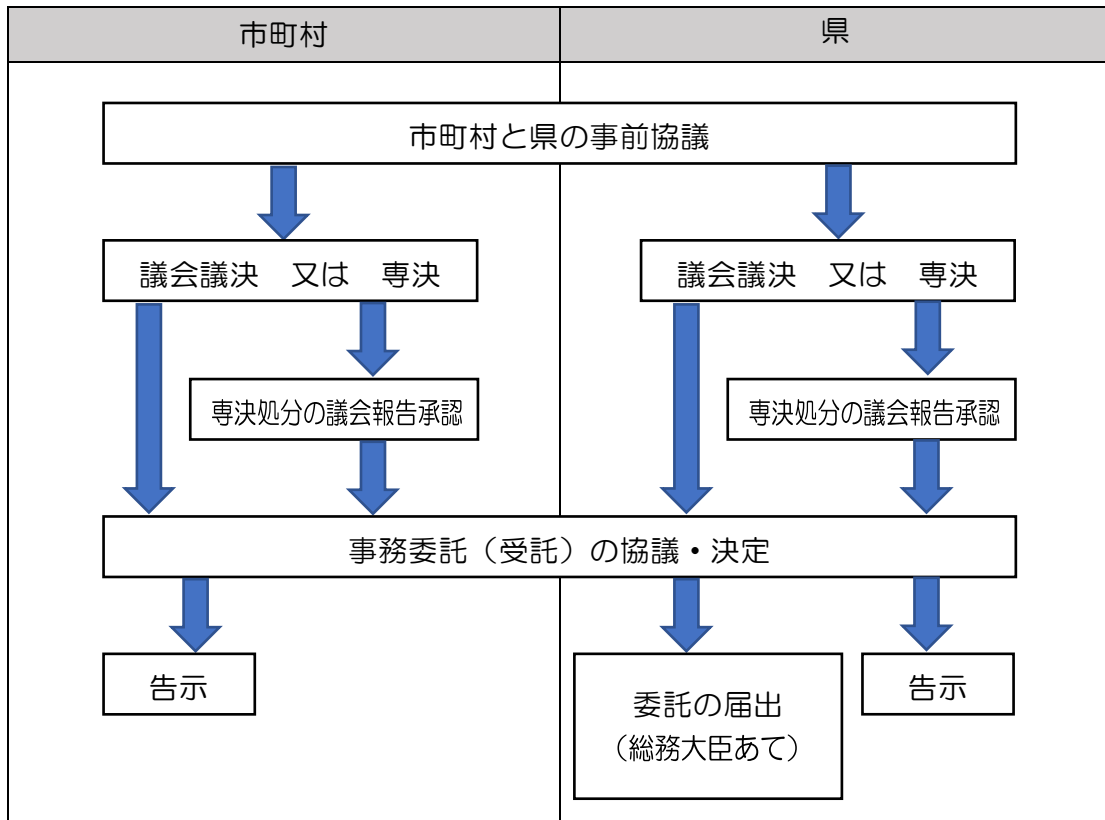 市町村
県
市町村と県の事前協議
議会議決　又は　専決
議会議決　又は　専決
専決処分の議会報告承認
専決処分の議会報告承認
事務委託（受託）の協議・決定
告示
委託の届出
（総務大臣あて）
告示